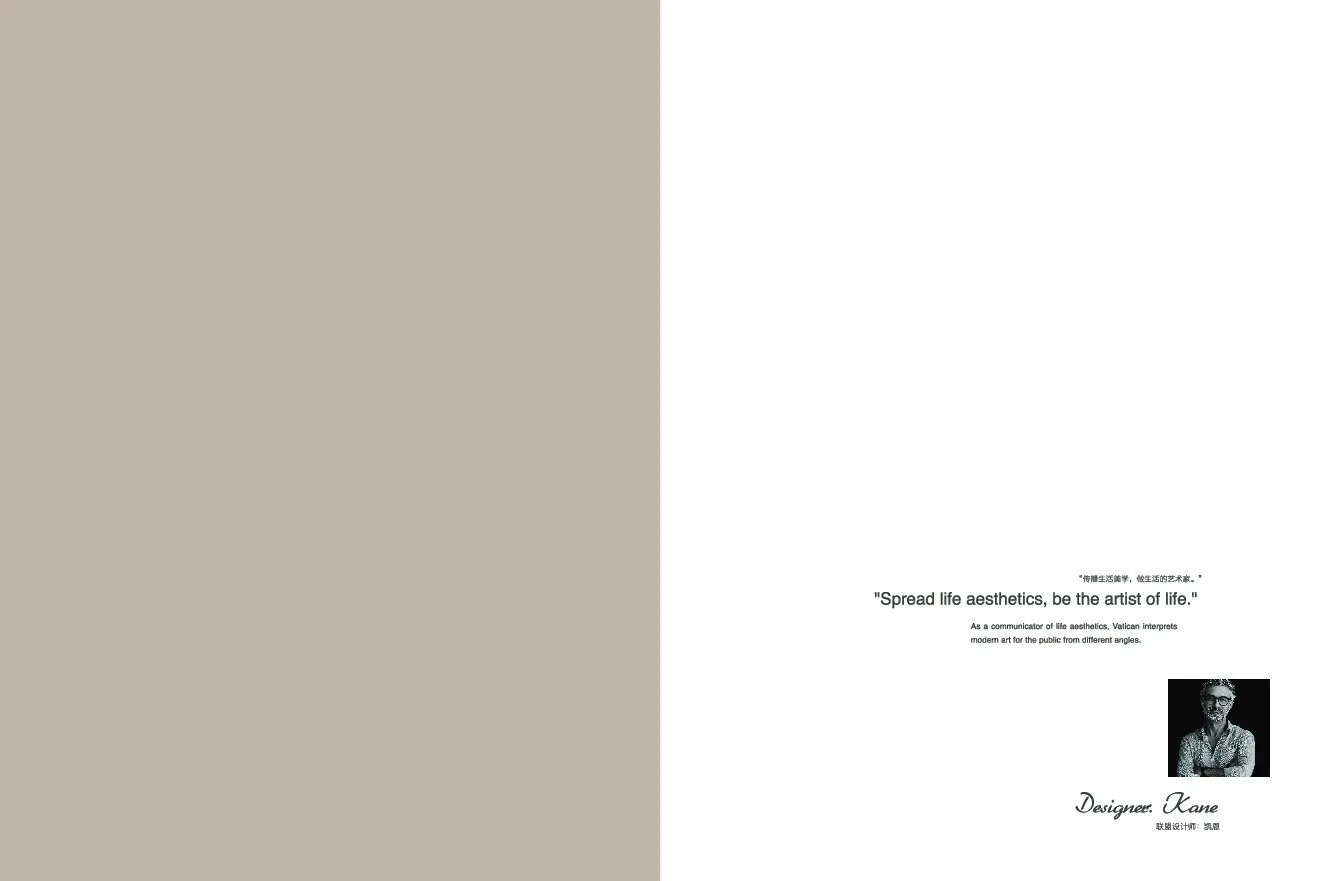 “传播生活美学，做生活的艺术家。”
"Spread life aesthetics, be the artist of life."
As a communicator of life aesthetics, Vatican interprets
modern art for the public from different angles.
Designer. Kane
联盟设计师：凯恩